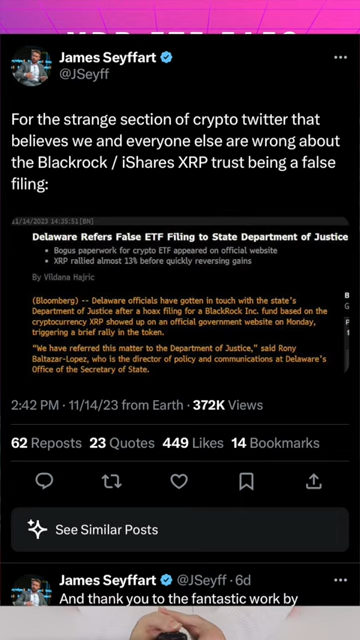 James Seyffart
@JSeyff
For the strange section of crypto twitter that
believes we and everyone else are wrong about
the Blackrock / iShares XRP trust being a false
filing:
11/14/2023 14:35:51 [BN]
Delaware Refers False ETF Filing to State Department of Justice
• Bogus paperwork for crypto ETF appeared on official website
• XRP rallied almost 13% before quickly reversing gains
By Vildana Hajric
(Bloomberg) -- Delaware officials have gotten in touch with the state's
Department of Justice after a hoax filing for a BlackRock Inc. fund based on the
cryptocurrency XRP showed up on an official government website on Monday,
triggering a brief rally in the token.
"We have referred this matter to the Department of Justice," said Rony
Baltazar-Lopez, who is the director of policy and communications at Delaware's
Office of the Secretary of State.
2:42 PM · 11/14/23 from Earth · 372K Views
62 Reposts 23 Quotes 449 Likes 14 Bookmarks
See Similar Posts
James Seyffart @JSeyff · 6d
And thank you to the fantastic work by